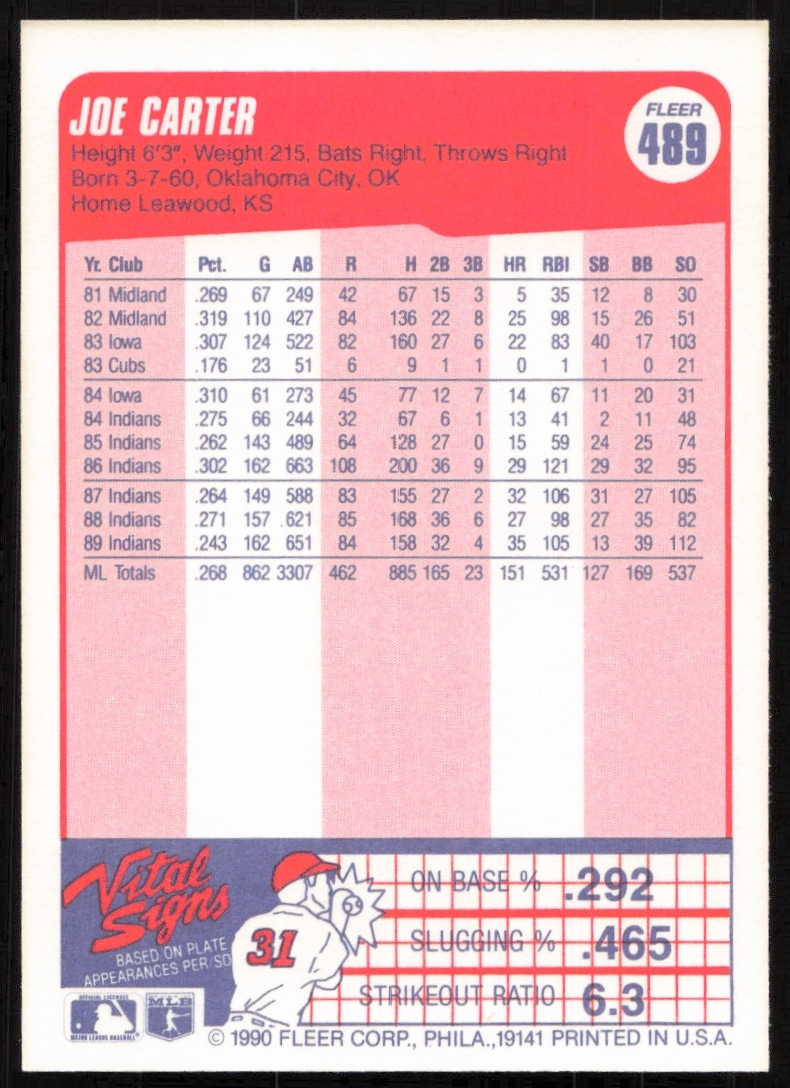 JOE CARTER
FLEER
489
Height 6'3", Weight 215, Bats Right, Throws Right
Born 3-7-60, Oklahoma City, OK
Home Leawood, KS
Yr. Club Pct. G AB R H 2B 3B HR RBI SB BB SO
81 Midland .269 67 249 42 67 15 3 5 35 12 8 30
82 Midland .319 110 427 84 136 22 8 25 98 15 26 51
83 Iowa .307 124 522 82 160 27 6 22 83 40 17 103
83 Cubs .176 23 51 6 9 1 1 0 1 1 0 21
84 Iowa .310 61 273 45 77 12 7 14 67 11 20 31
84 Indians .275 66 244 32 67 6 1 13 41 2 11 48
85 Indians .262 143 489 64 128 27 0 15 59 24 25 74
86 Indians .302 162 663 108 200 36 9 29 121 29 32 95
87 Indians .264 149 588 83 155 27 2 32 106 31 27 105
88 Indians .271 157 621 85 168 36 6 27 98 27 35 82
89 Indians .243 162 651 84 158 32 4 35 105 13 39 112
ML Totals .268 862 3307 462 885 165 23 151 531 127 169 537
Vital
Signs
BASED ON PLATE
APPEARANCES PER/SO
31
ON BASE % .292
SLUGGING % .465
STRIKEOUT RATIO 6.3
OFFICIAL LICENSEE
MAJOR LEAGUE BASEBALL
MLB
© 1990 FLEER CORP., PHILA.,19141 PRINTED IN U.S.A.